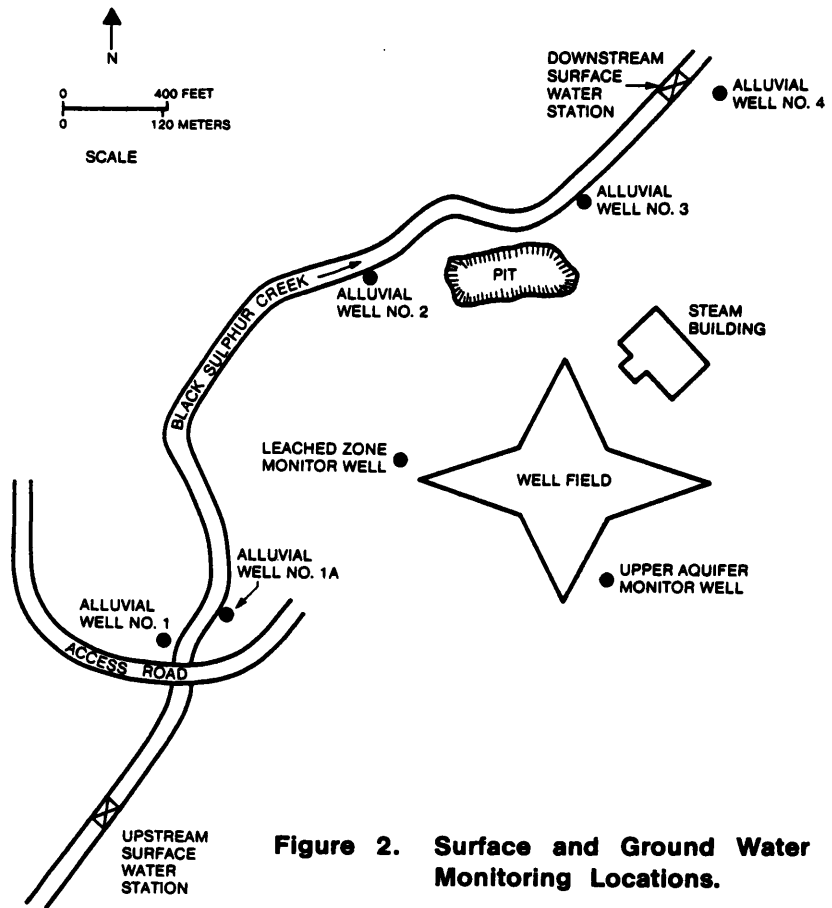 N
0 400 FEET
0 120 METERS
SCALE
DOWNSTREAM
SURFACE
WATER
STATION
ALLUVIAL
WELL NO. 4
ALLUVIAL
WELL NO. 3
PIT
BLACK SULPHUR CREEK
ALLUVIAL
WELL NO. 2
STEAM
BUILDING
LEACHED ZONE
MONITOR WELL
WELL FIELD
ALLUVIAL
WELL NO. 1A
UPPER AQUIFER
MONITOR WELL
ALLUVIAL
WELL NO. 1
ACCESS ROAD
UPSTREAM
SURFACE
WATER
STATION
Figure 2. Surface and Ground Water
Monitoring Locations.